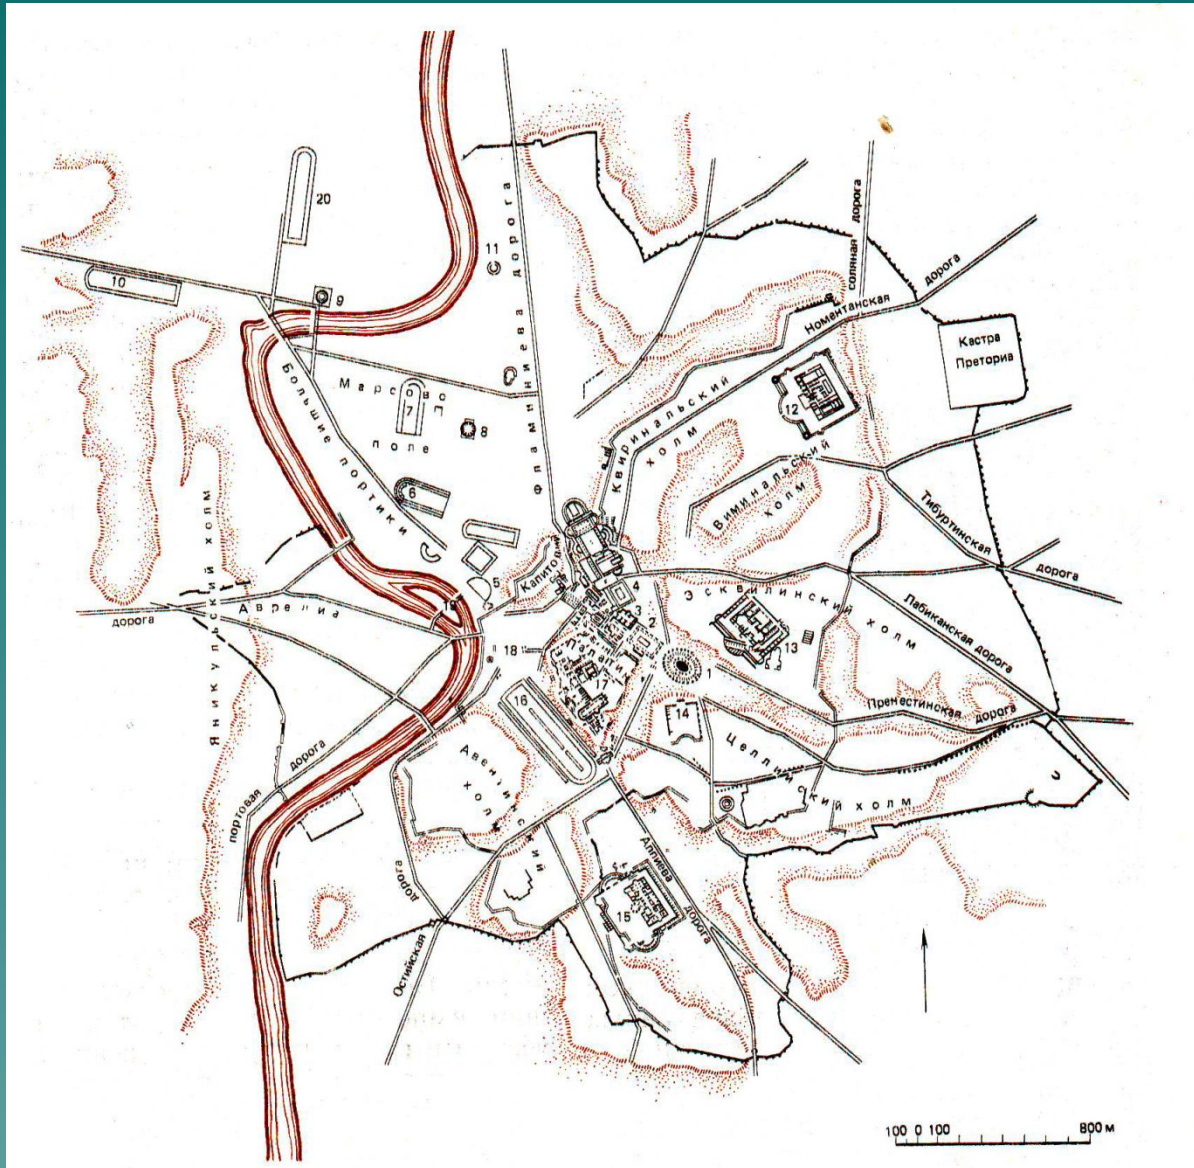 20
11
10
9
Фламиниева дорога
соляная дорога
Номентанская дорога
Кастра
Претория
Большие портики
Марсово
поле
7
8
6
12
Квиринальский
холм
Виминальский
холм
Тибуртинская
дорога
Яникульский холм
Аврелиа
дорога
19
5
Капитолий
4
3
2
Эсквилинский
холм
Лабиканская дорога
13
18
Палатин
17
1
16
14
Пренестинская дорога
Целлийский холм
Авентинский
холм
портовая дорога
дорога
Остийская
15
Аппиева
дорога
100 0 100 800 м